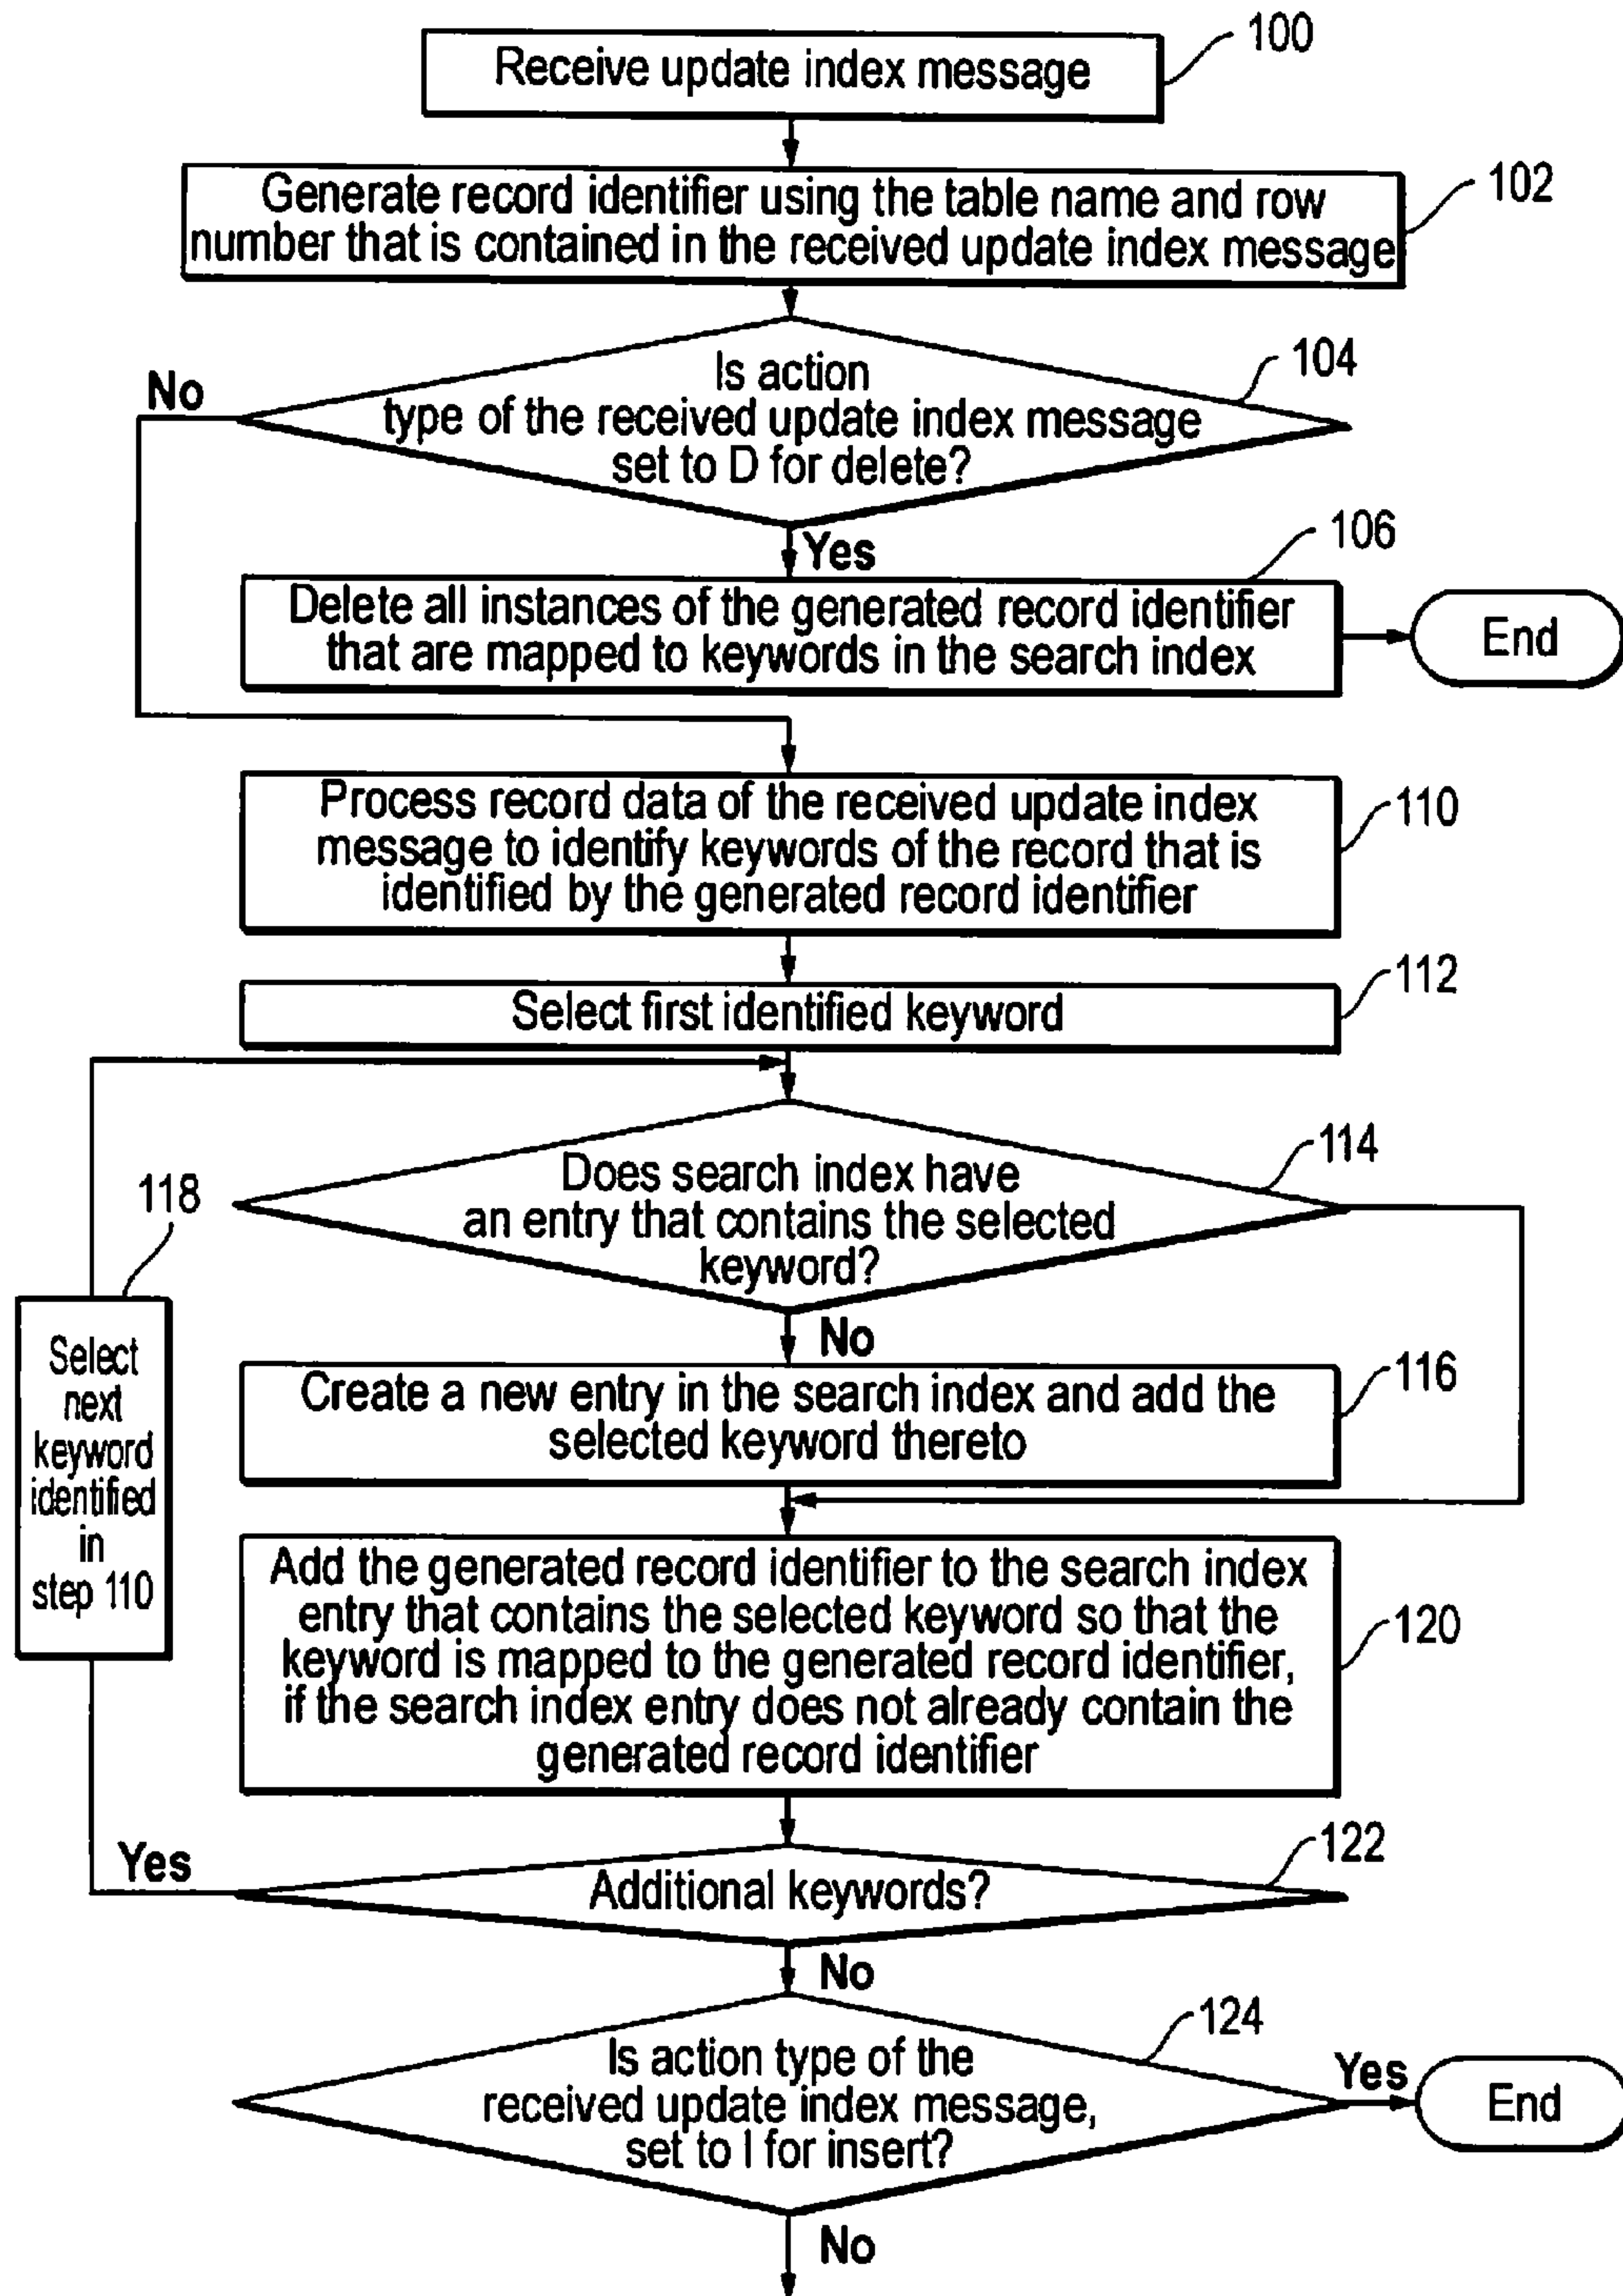 100
Receive update index message
102
Generate record identifier using the table name and row
number that is contained in the received update index message
104
Is action
type of the received update index message
set to D for delete?
No
Yes
106
Delete all instances of the generated record identifier
that are mapped to keywords in the search index
End
Process record data of the received update index
message to identify keywords of the record that is
identified by the generated record identifier
110
112
Select first identified keyword
114
Does search index have
an entry that contains the selected
keyword?
118
Select
next
keyword
identified
in
step 110
No
116
Create a new entry in the search index and add the
selected keyword thereto
Add the generated record identifier to the search index
entry that contains the selected keyword so that the
keyword is mapped to the generated record identifier,
if the search index entry does not already contain the
generated record identifier
120
122
Yes
Additional keywords?
No
124
Is action type of the
received update index message,
set to I for insert?
Yes
End
No